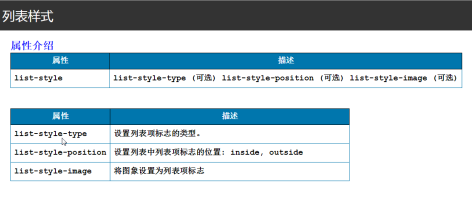 列表样式
属性介绍
属性 描述
list-style list-style-type (可选) list-style-position (可选) list-style-image (可选)
属性 描述
list-style-type 设置列表项标志的类型。
list-style-position 设置列表中列表项标志的位置: inside, outside
list-style-image 将图象设置为列表项标志